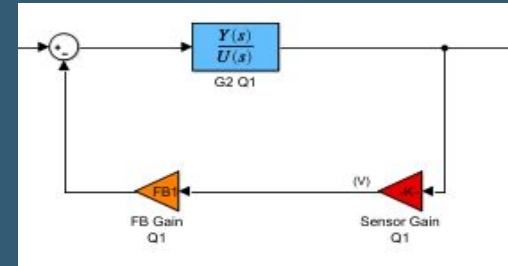 +
-
Y(s)
U(s)
G2 Q1
(V)
FB1
-K-
FB Gain
Q1
Sensor Gain
Q1